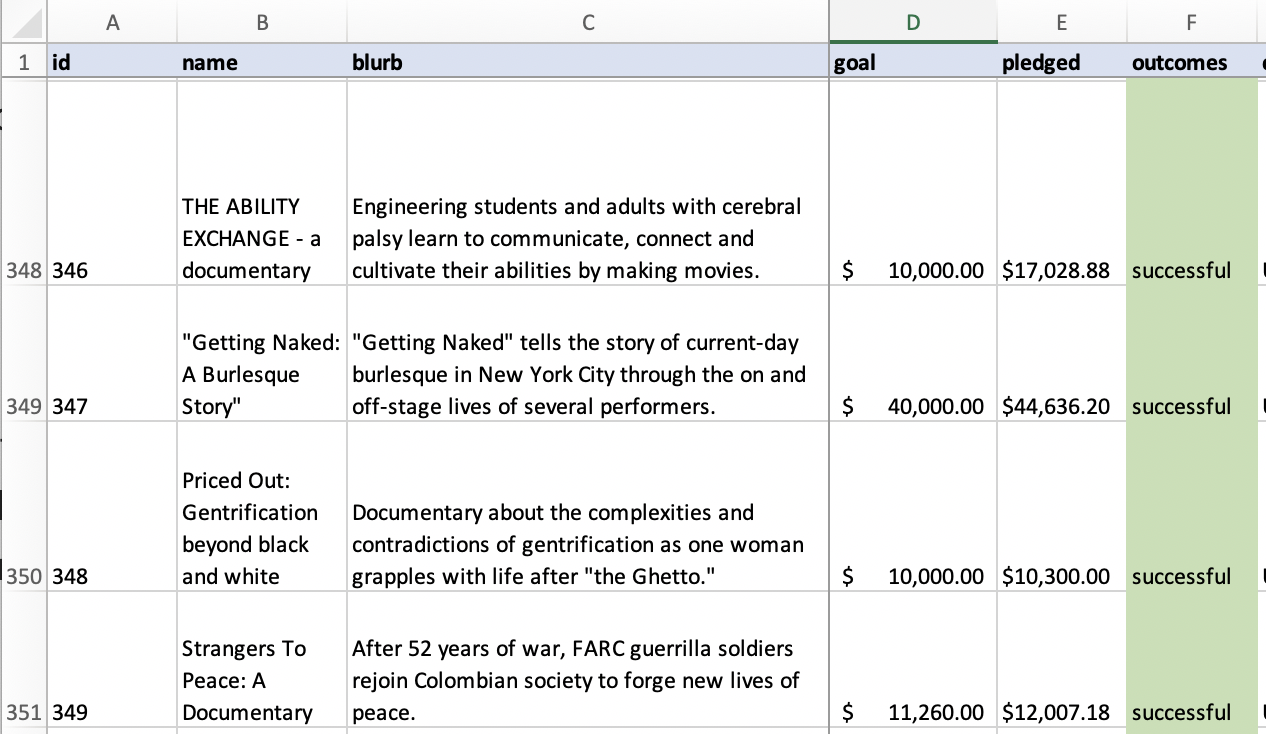 A B C D E F
1 id name blurb goal pledged outcomes
THE ABILITY Engineering students and adults with cerebral
EXCHANGE - a palsy learn to communicate, connect and
348 346 documentary cultivate their abilities by making movies. $ 10,000.00 $17,028.88 successful
"Getting Naked: "Getting Naked" tells the story of current-day
A Burlesque burlesque in New York City through the on and
349 347 Story" off-stage lives of several performers. $ 40,000.00 $44,636.20 successful
Priced Out:
Gentrification Documentary about the complexities and
beyond black contradictions of gentrification as one woman
350 348 and white grapples with life after "the Ghetto." $ 10,000.00 $10,300.00 successful
Strangers To After 52 years of war, FARC guerrilla soldiers
Peace: A rejoin Colombian society to forge new lives of
351 349 Documentary peace. $ 11,260.00 $12,007.18 successful